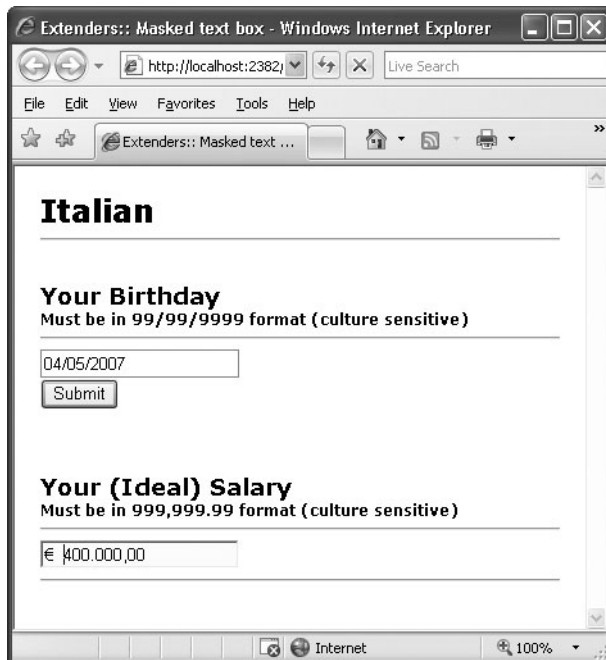 Extenders:: Masked text box - Windows Internet Explorer
http://localhost:2382/
Live Search
File Edit View Favorites Tools Help
Extenders:: Masked text ...
»
Italian
Your Birthday
Must be in 99/99/9999 format (culture sensitive)
04/05/2007
Submit
Your (Ideal) Salary
Must be in 999,999.99 format (culture sensitive)
€ 400.000,00
Internet
100%